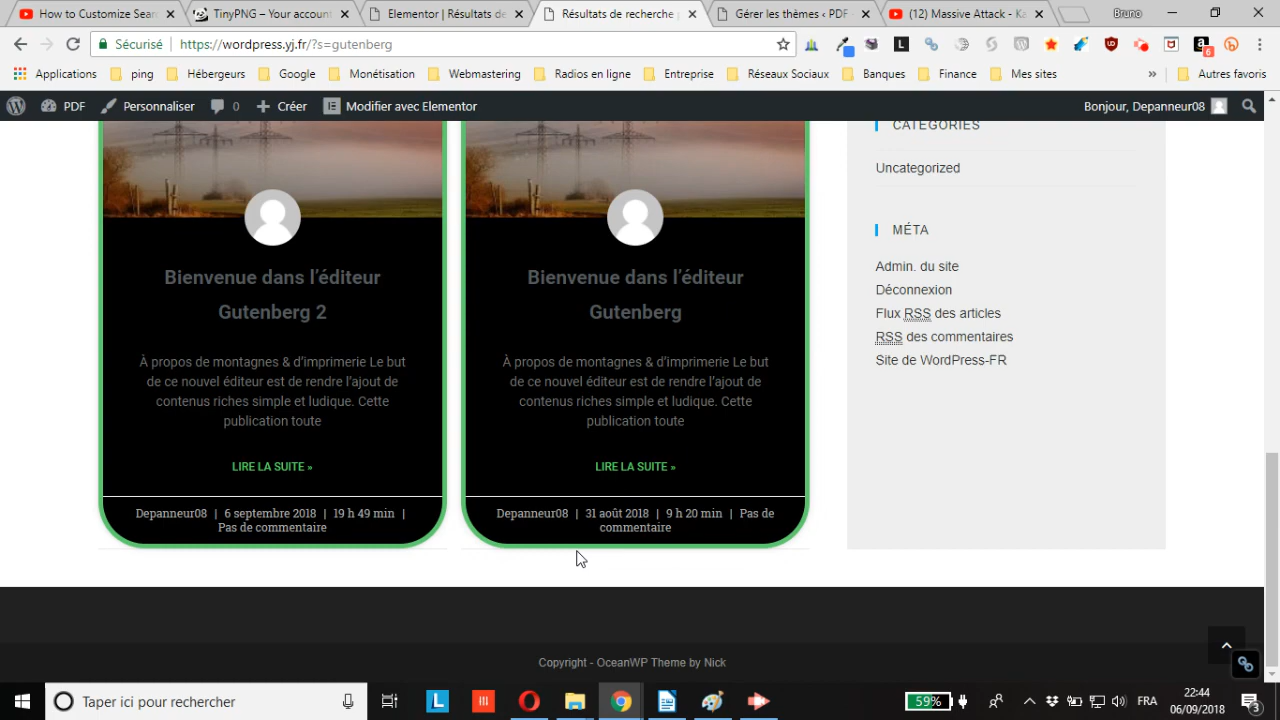 How to Customize Sear
TinyPNG – Your account
Elementor | Résultats de
Résultats de recherche
Gérer les thèmes ‹ PDF
(12) Massive Attack - Ka
Bruno
Sécurisé
https://wordpress.yj.fr/?s=gutenberg
6
Applications
ping
Hébergeurs
Google
Monétisation
Webmastering
Radios en ligne
Entreprise
Réseaux Sociaux
Banques
Finance
Mes sites
»
Autres favoris
PDF
Personnaliser
0
Créer
Modifier avec Elementor
Bonjour, Depanneur08
CATÉGORIES
Uncategorized
MÉTA
Admin. du site
Déconnexion
Flux RSS des articles
RSS des commentaires
Site de WordPress-FR
Bienvenue dans l’éditeur
Gutenberg 2
À propos de montagnes & d’imprimerie Le but
de ce nouvel éditeur est de rendre l’ajout de
contenus riches simple et ludique. Cette
publication toute
LIRE LA SUITE »
Depanneur08 | 6 septembre 2018 | 19 h 49 min |
Pas de commentaire
Bienvenue dans l’éditeur
Gutenberg
À propos de montagnes & d’imprimerie Le but
de ce nouvel éditeur est de rendre l’ajout de
contenus riches simple et ludique. Cette
publication toute
LIRE LA SUITE »
Depanneur08 | 31 août 2018 | 9 h 20 min | Pas de
commentaire
Copyright - OceanWP Theme by Nick
Taper ici pour rechercher
L
59%
FRA
22:44
06/09/2018
3